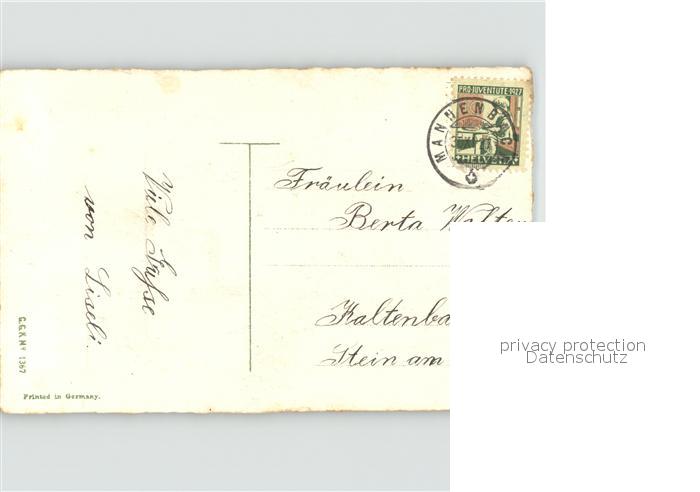 PRO JUVENTUTE 1927
MANNENBACH
HELVETIA
Fräulein
Berta
Kaltenba
Stein am
Viele Grüsse
von Liseli.
G.G.K. Nº 1367
Printed in Germany.
privacy protection
Datenschutz